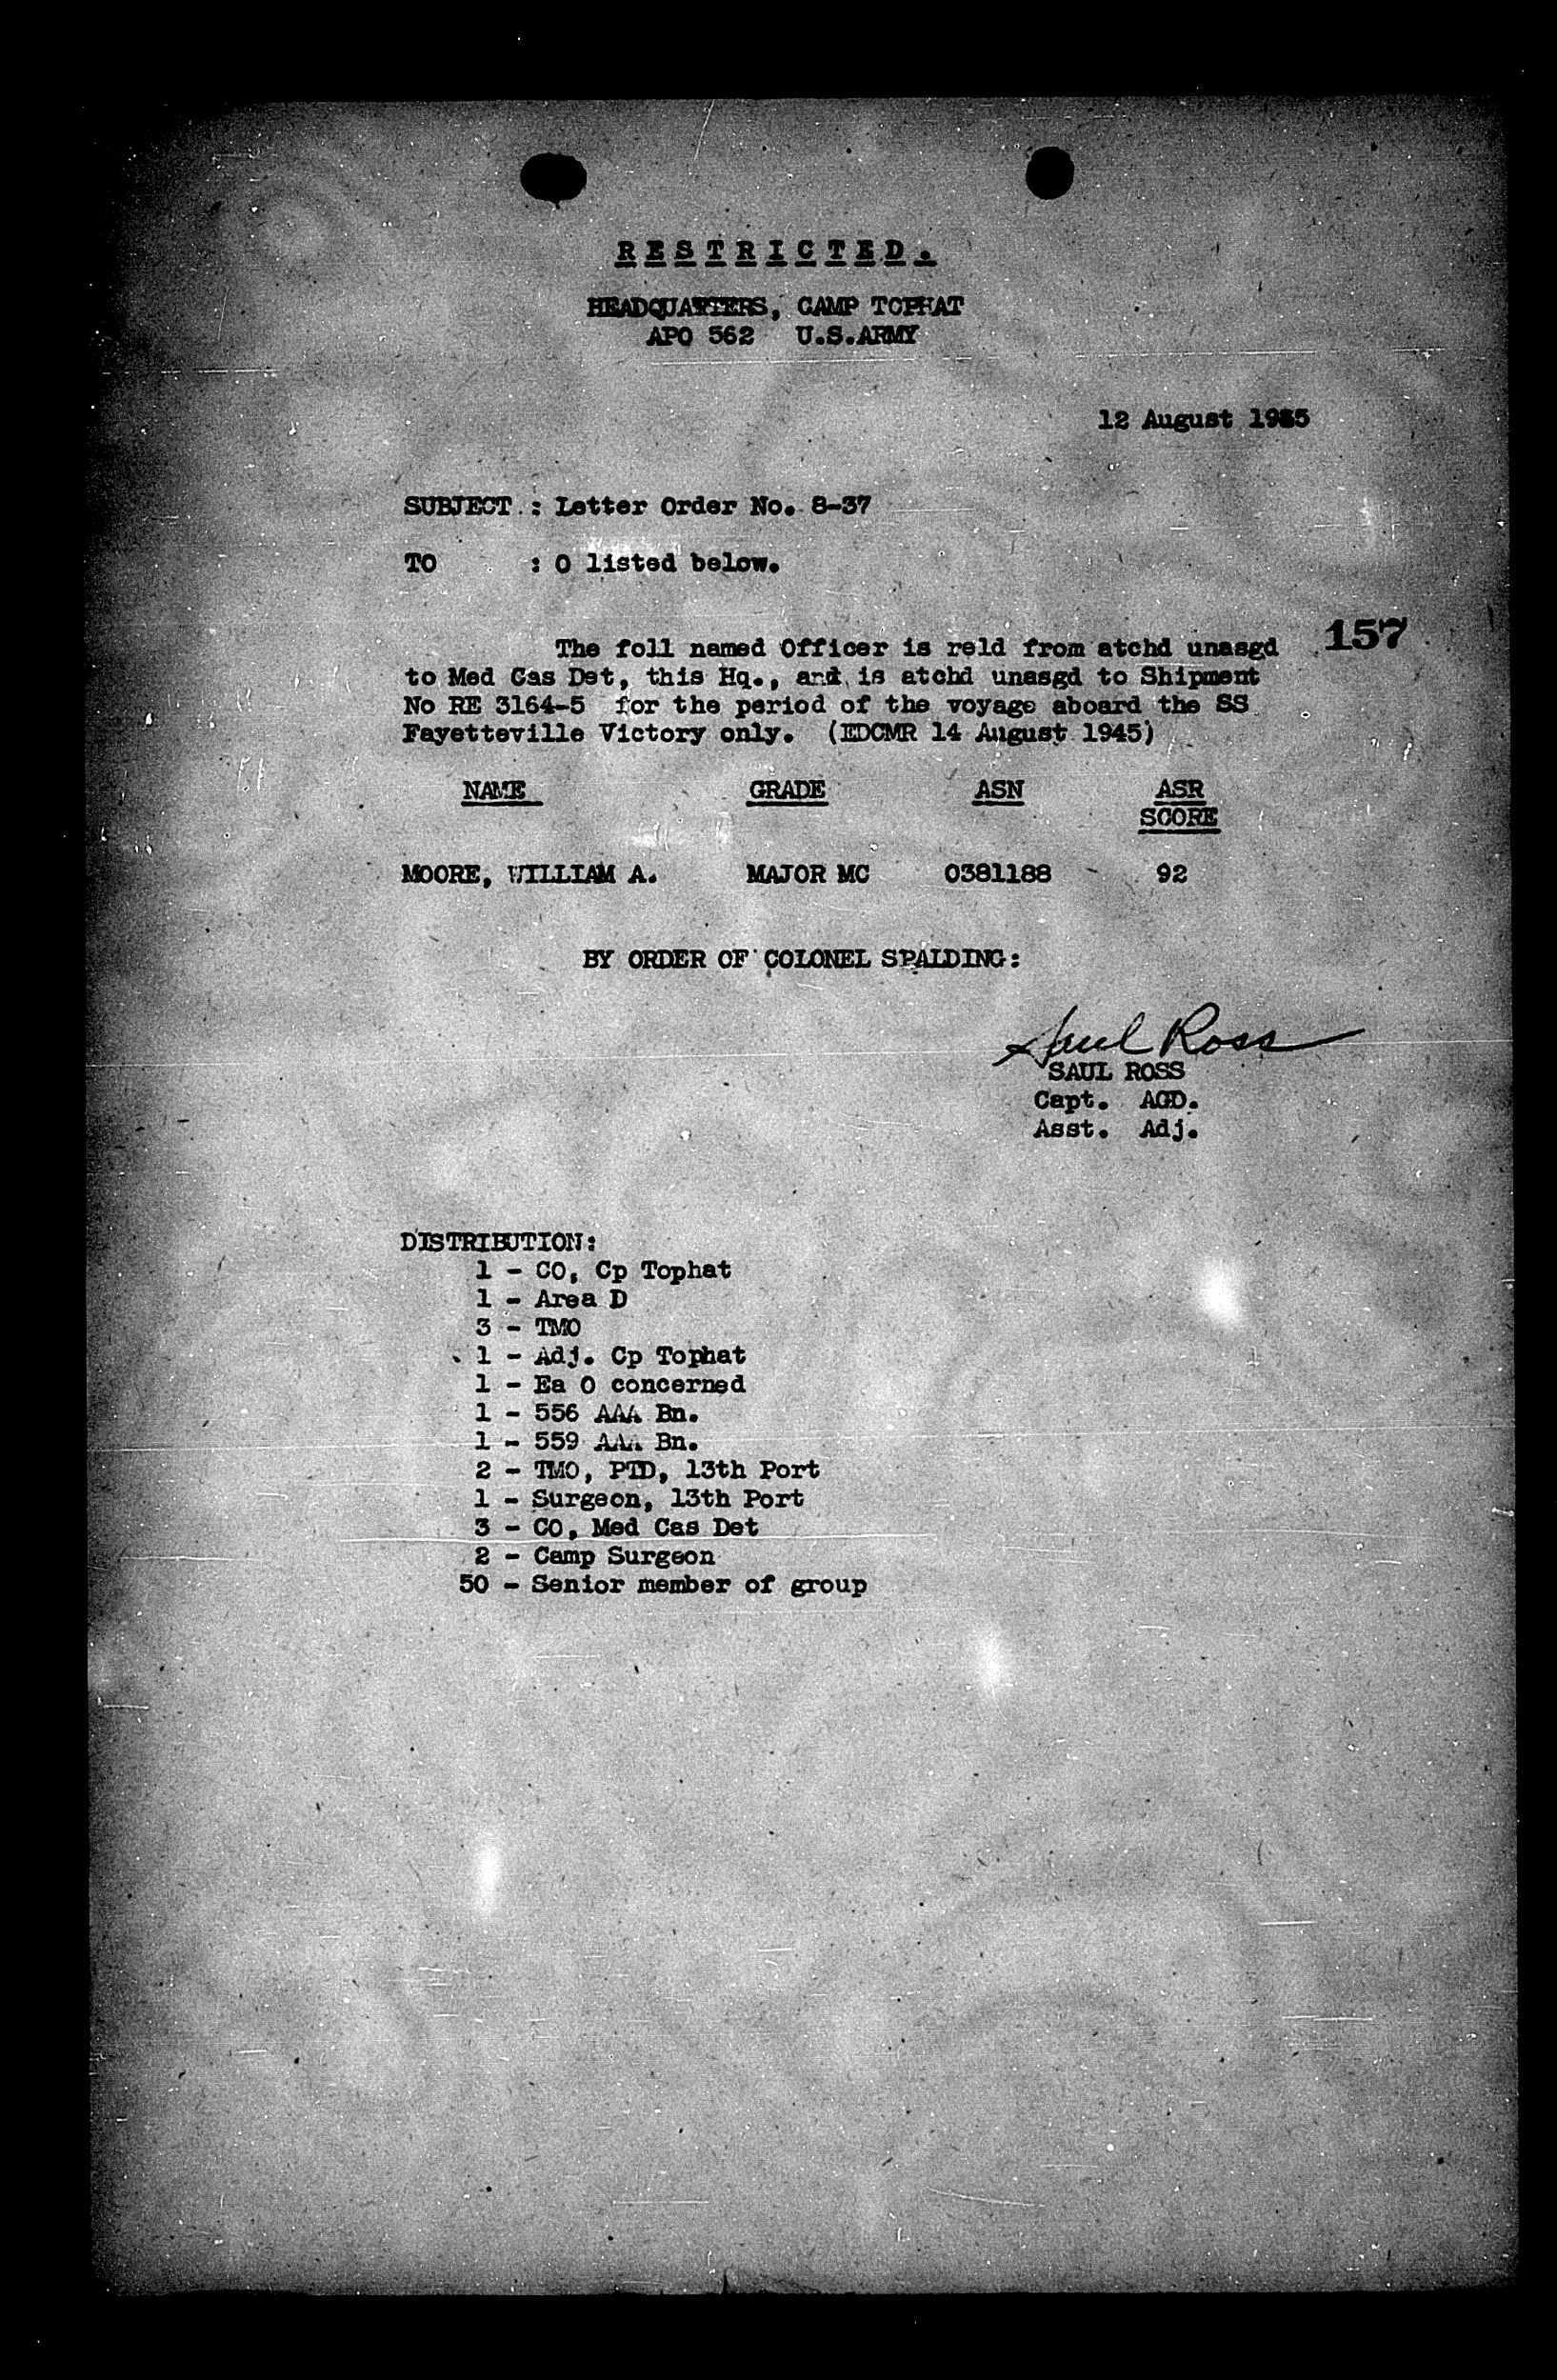 RESTRICTED.
HEADQUARTERS, CAMP TOPHAT
APO 562 U.S.ARMY
12 August 1945
SUBJECT : Letter Order No. 8-37
TO : O listed below.
157
The foll named Officer is reld from atchd unasgd
to Med Cas Det, this Hq., and is atchd unasgd to Shipment
No RE 3164-5 for the period of the voyage aboard the SS
Fayetteville Victory only. (EDCMR 14 August 1945)
NAME GRADE ASN ASR
SCORE
MOORE, WILLIAM A. MAJOR MC 0381188 92
BY ORDER OF COLONEL SPALDING:
Saul Ross
SAUL ROSS
Capt. AGD.
Asst. Adj.
DISTRIBUTION:
1 - CO, Cp Tophat
1 - Area D
3 - TMO
1 - Adj. Cp Tophat
1 - Ea O concerned
1 - 556 AAA Bn.
1 - 559 AAA Bn.
2 - TMO, PTD, 13th Port
1 - Surgeon, 13th Port
3 - CO, Med Cas Det
2 - Camp Surgeon
50 - Senior member of group